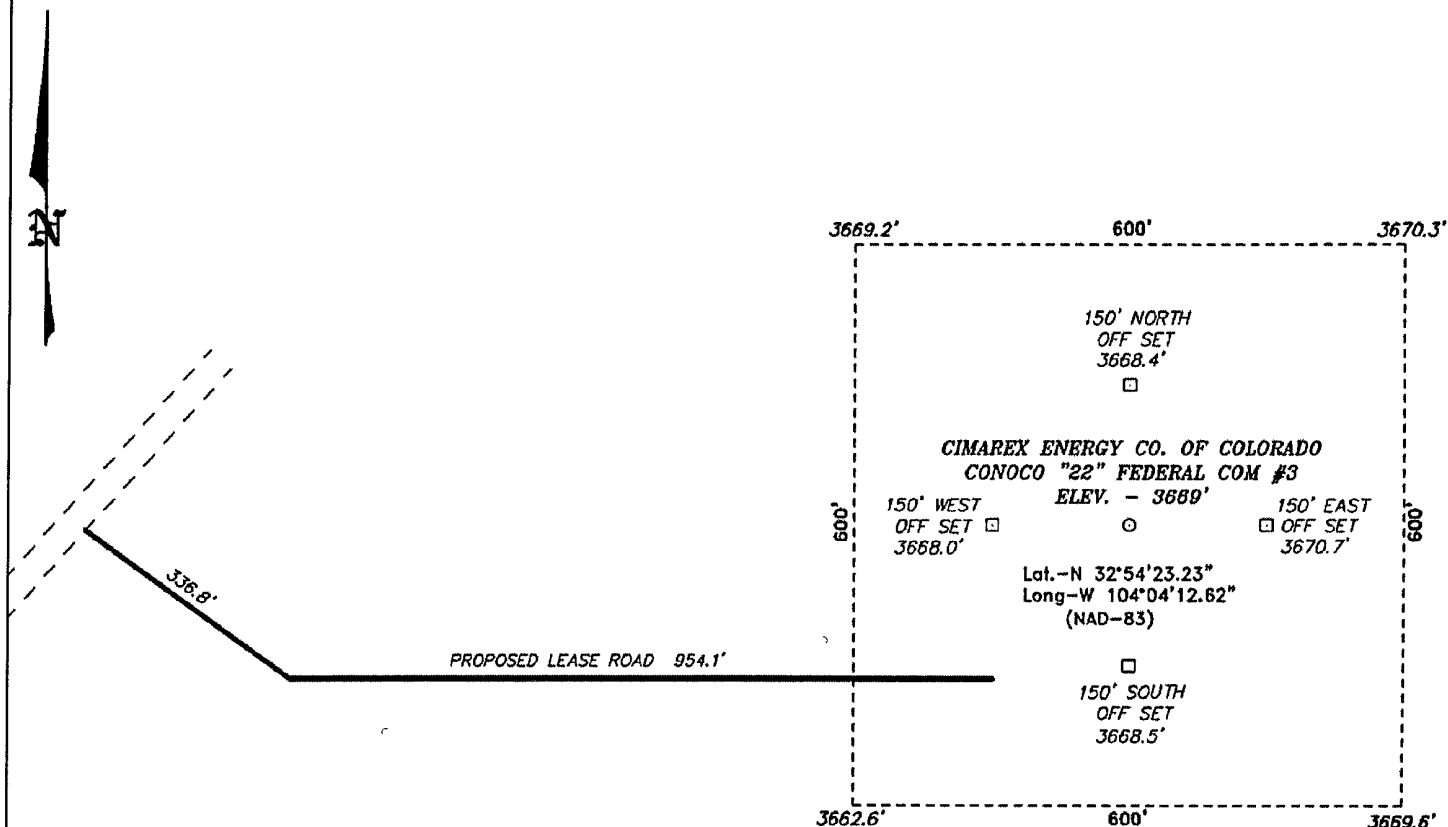 N
3669.2'
600'
3670.3'
150' NORTH
OFF SET
3668.4'
CIMAREX ENERGY CO. OF COLORADO
CONOCO "22" FEDERAL COM #3
ELEV. - 3669'
150' WEST
OFF SET
3668.0'
150' EAST
OFF SET
3670.7'
600'
600'
Lat.-N 32°54'23.23"
Long-W 104°04'12.62"
(NAD-83)
336.8'
PROPOSED LEASE ROAD 954.1'
150' SOUTH
OFF SET
3668.5'
3662.6'
600'
3669.6'